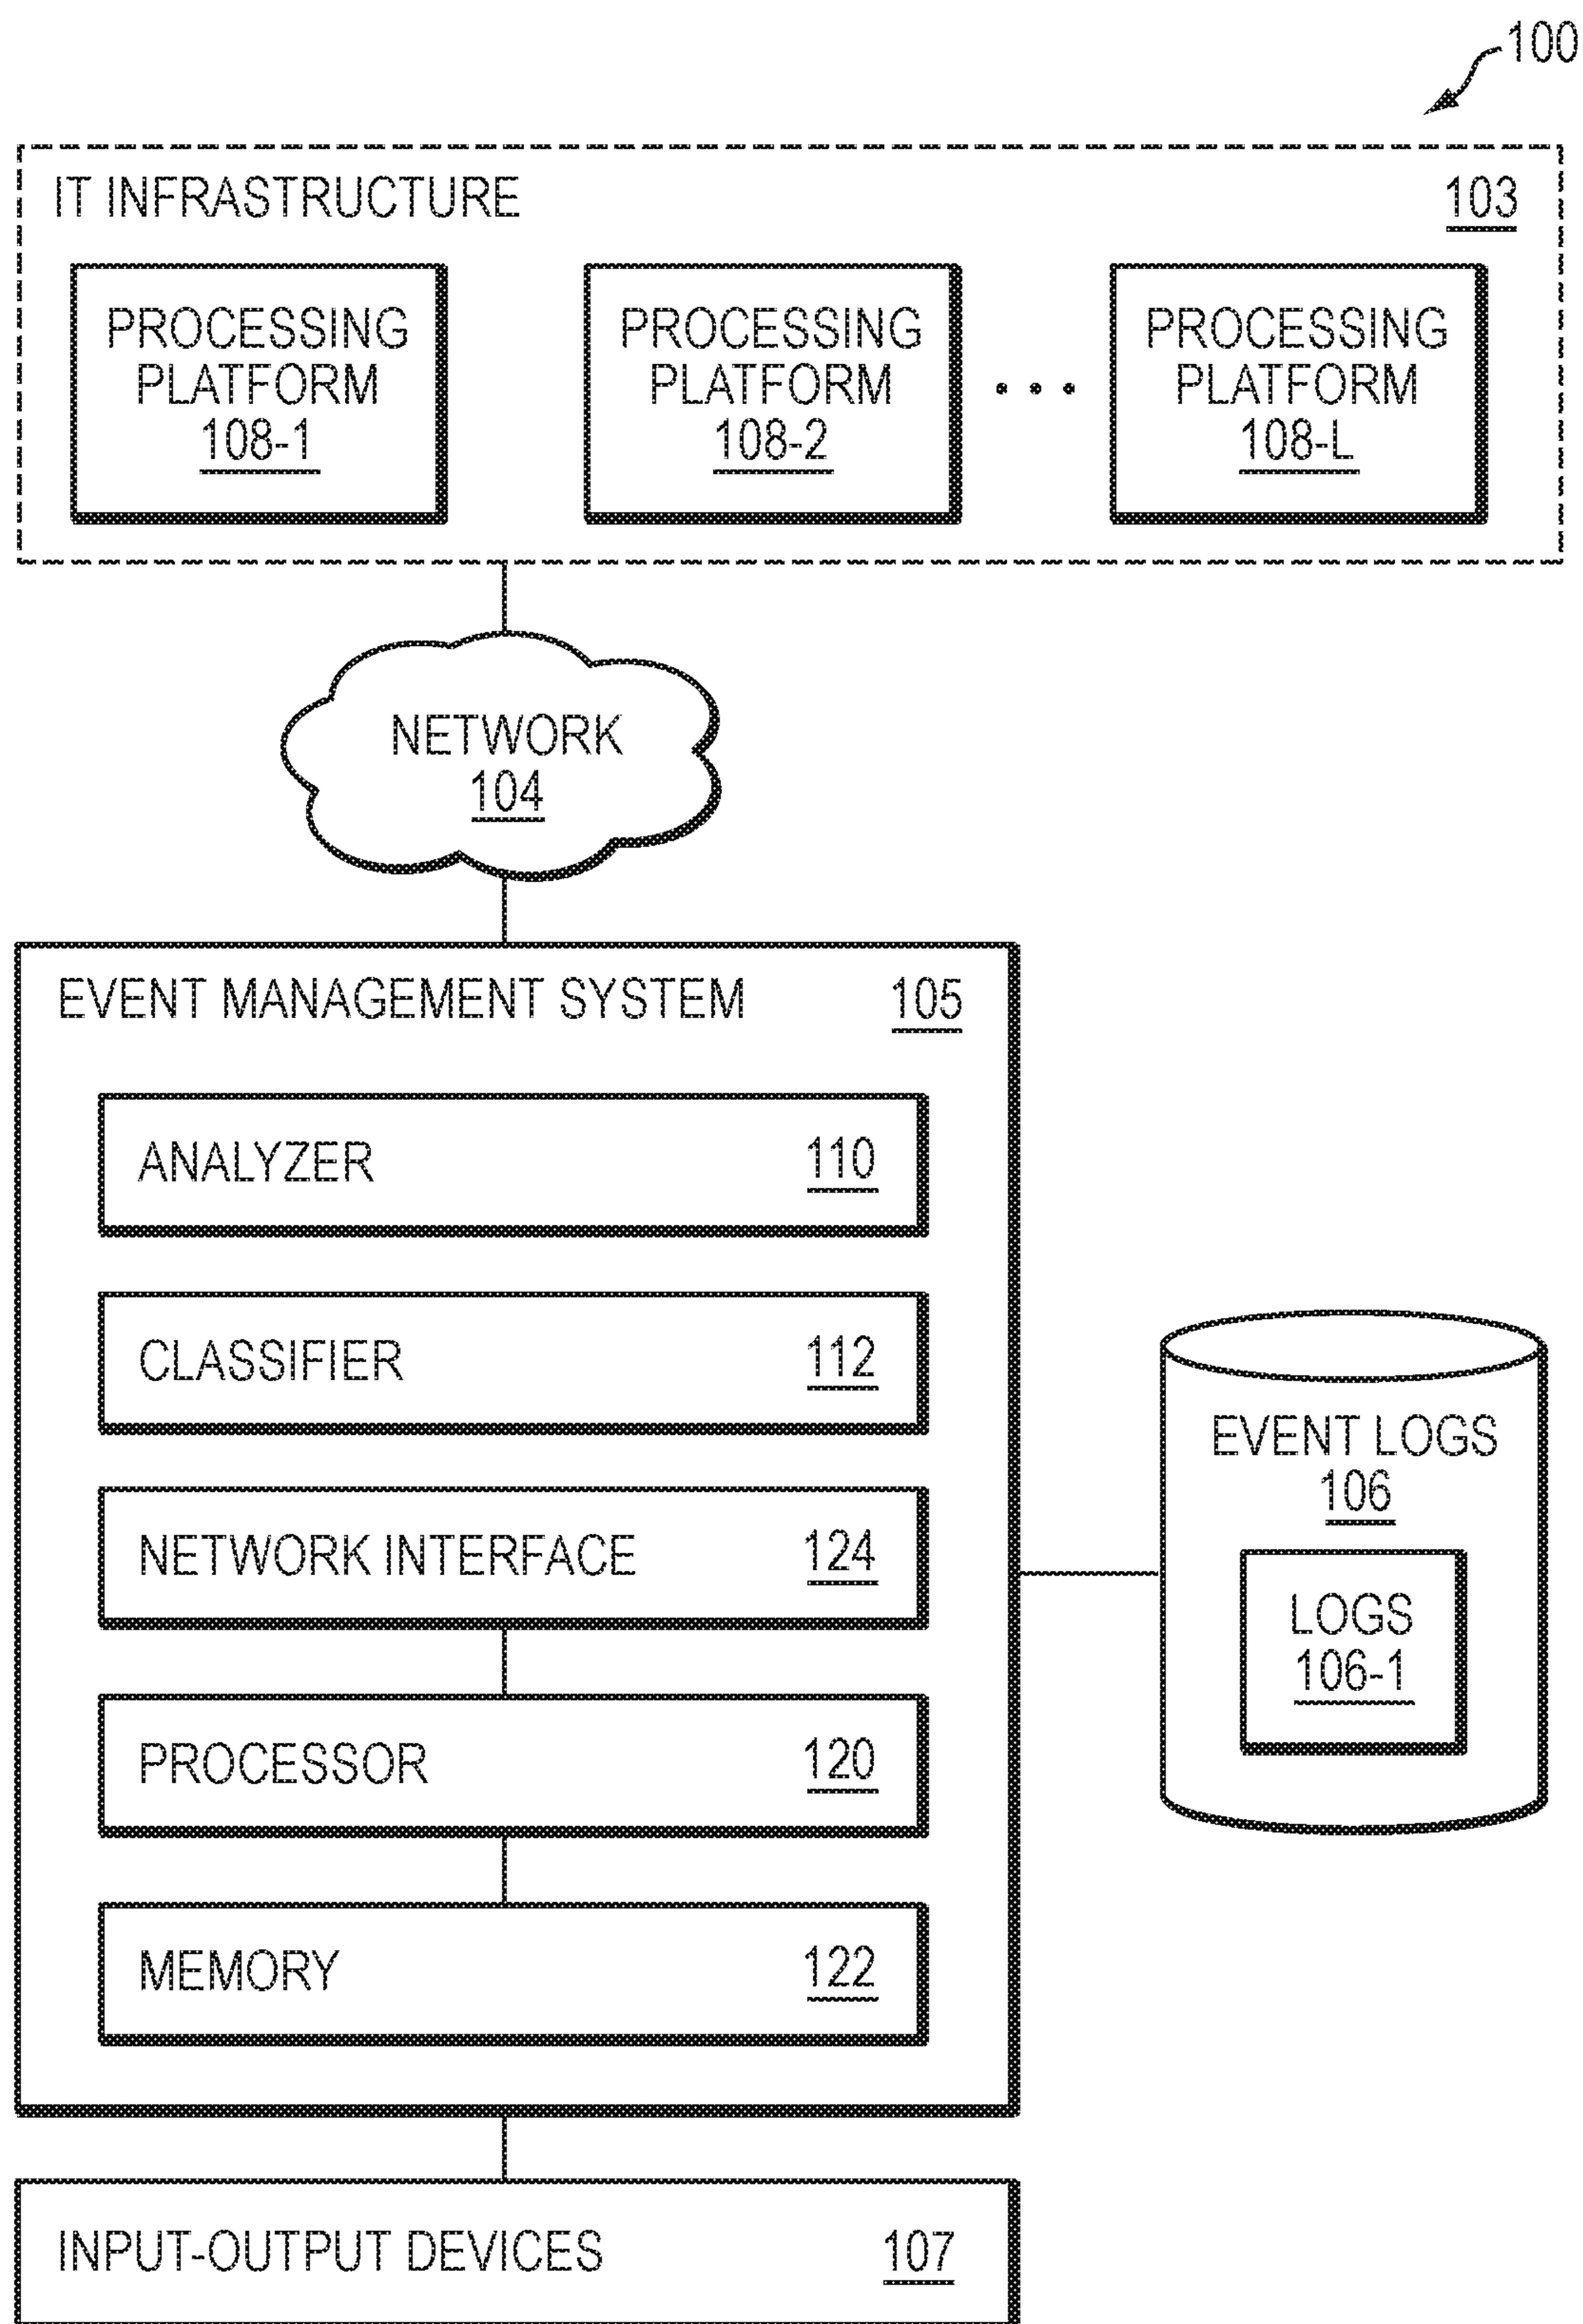 100
IT INFRASTRUCTURE 103
PROCESSING
PLATFORM
108-1
PROCESSING
PLATFORM
108-2
...
PROCESSING
PLATFORM
108-L
NETWORK
104
EVENT MANAGEMENT SYSTEM 105
ANALYZER 110
CLASSIFIER 112
NETWORK INTERFACE 124
PROCESSOR 120
MEMORY 122
EVENT LOGS
106
LOGS
106-1
INPUT-OUTPUT DEVICES 107